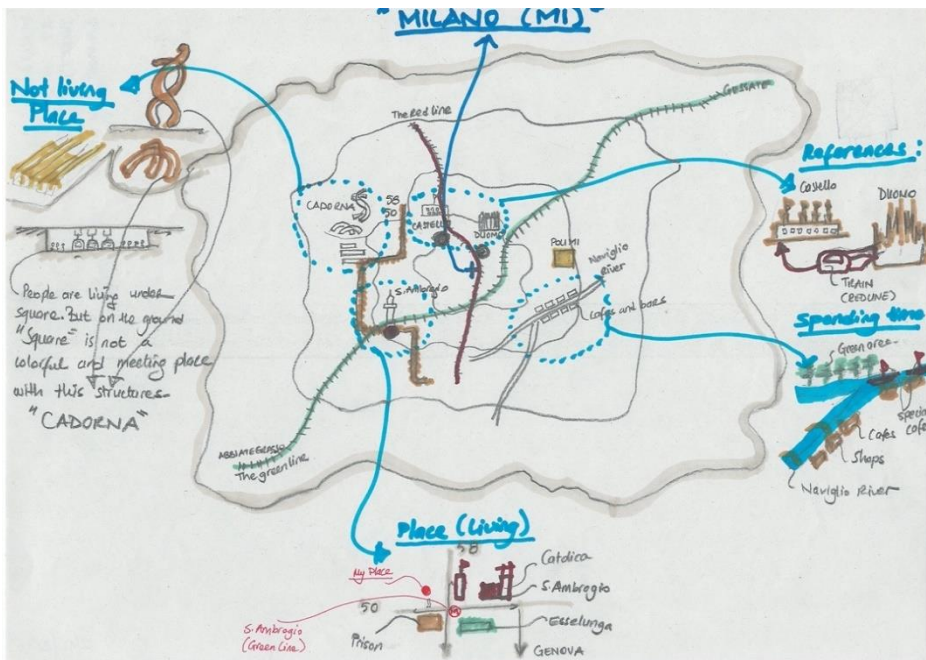 "MILANO (MI)"
Not living
Place
People are living under
square. But on the ground
"Square" is not a
colorful and meeting place
with this structures-
"CADORNA"
The red line
GESSATE
CADORNA
58
50
CASTELLO
DUOMO
POLIMI
Naviglio
River
Cafes and bars
S. Ambrogio
ABBIATEGRASSO
The green line
References:
Castello
DUOMO
TRAIN
(REDLINE)
Spending time
Green area
special
cafe
Cafes
Shops
Naviglio River
Place (Living)
58
My Place
50
S. Ambrogio
(Green Line)
Prison
M
Catolica
S. Ambrogio
Esselunga
GENOVA